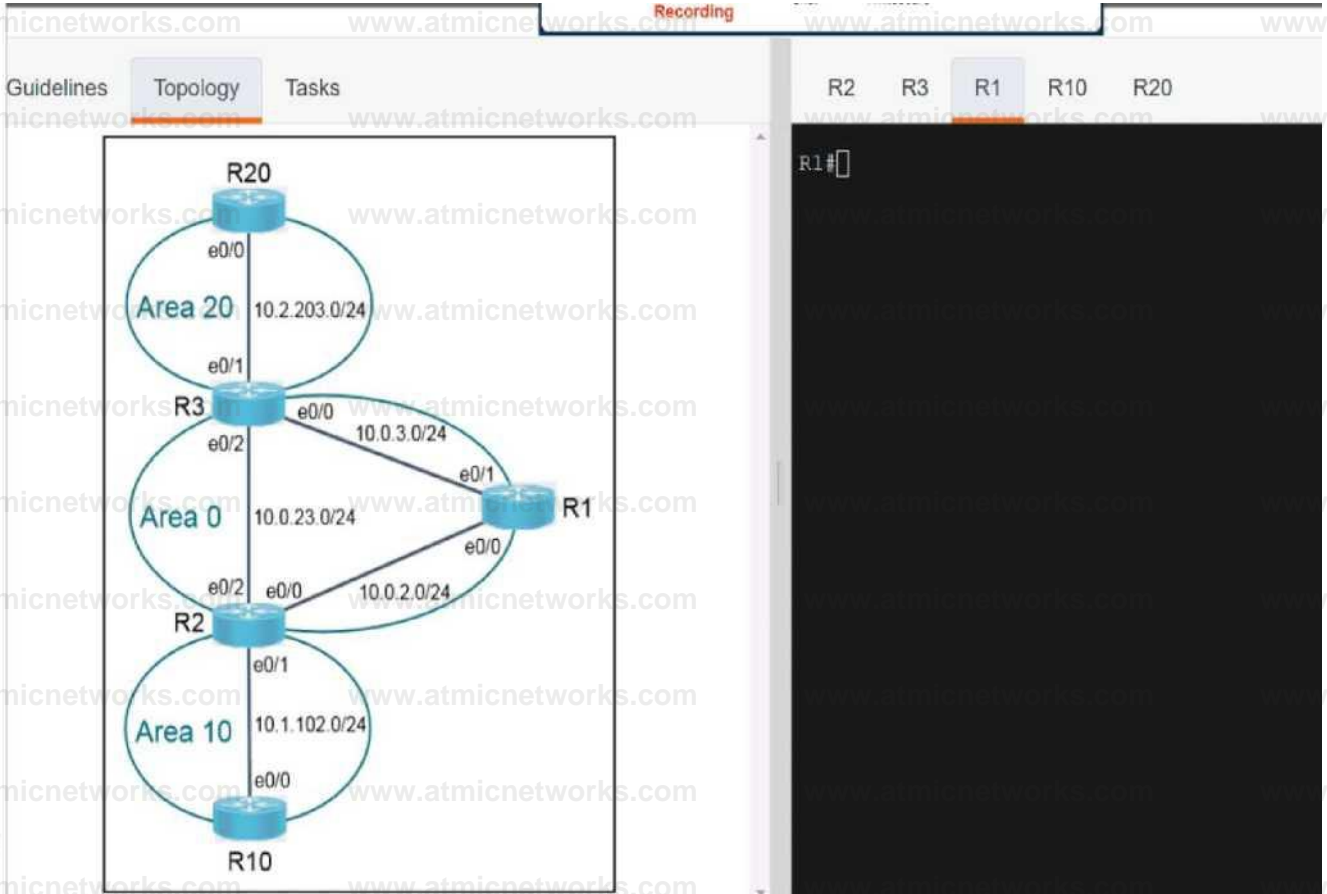 Recording
Guidelines Topology Tasks
R2 R3 R1 R10 R20
R1#
R20
e0/0
Area 20 10.2.203.0/24
e0/1
R3 e0/0
10.0.3.0/24
e0/2
e0/1
R1
Area 0 10.0.23.0/24
e0/0
e0/2 e0/0 10.0.2.0/24
R2
e0/1
Area 10 10.1.102.0/24
e0/0
R10
www.atmicnetworks.com